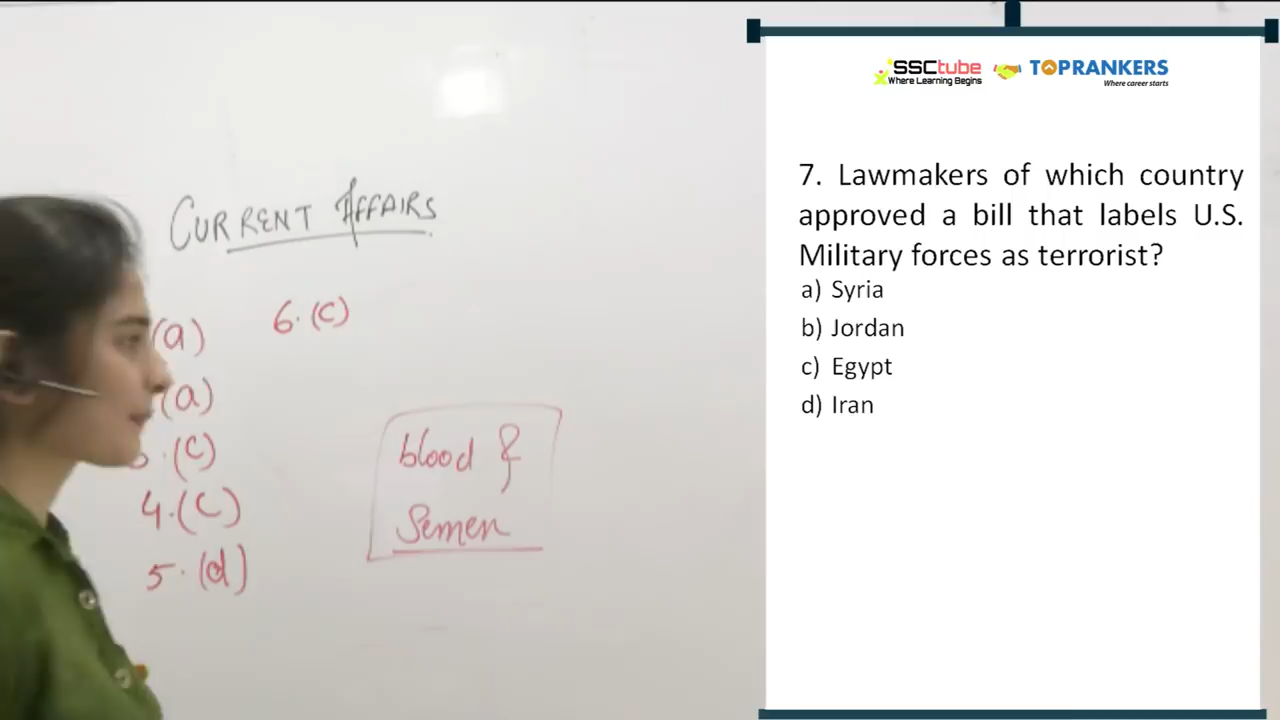 CURRENT AFFAIRS
(a)
(a)
.(C)
4.(C)
5.(d)
6.(C)
blood &
Semen
SSCtube
Where Learning Begins
TOPRANKERS
Where career starts
7. Lawmakers of which country
approved a bill that labels U.S.
Military forces as terrorist?
a) Syria
b) Jordan
c) Egypt
d) Iran